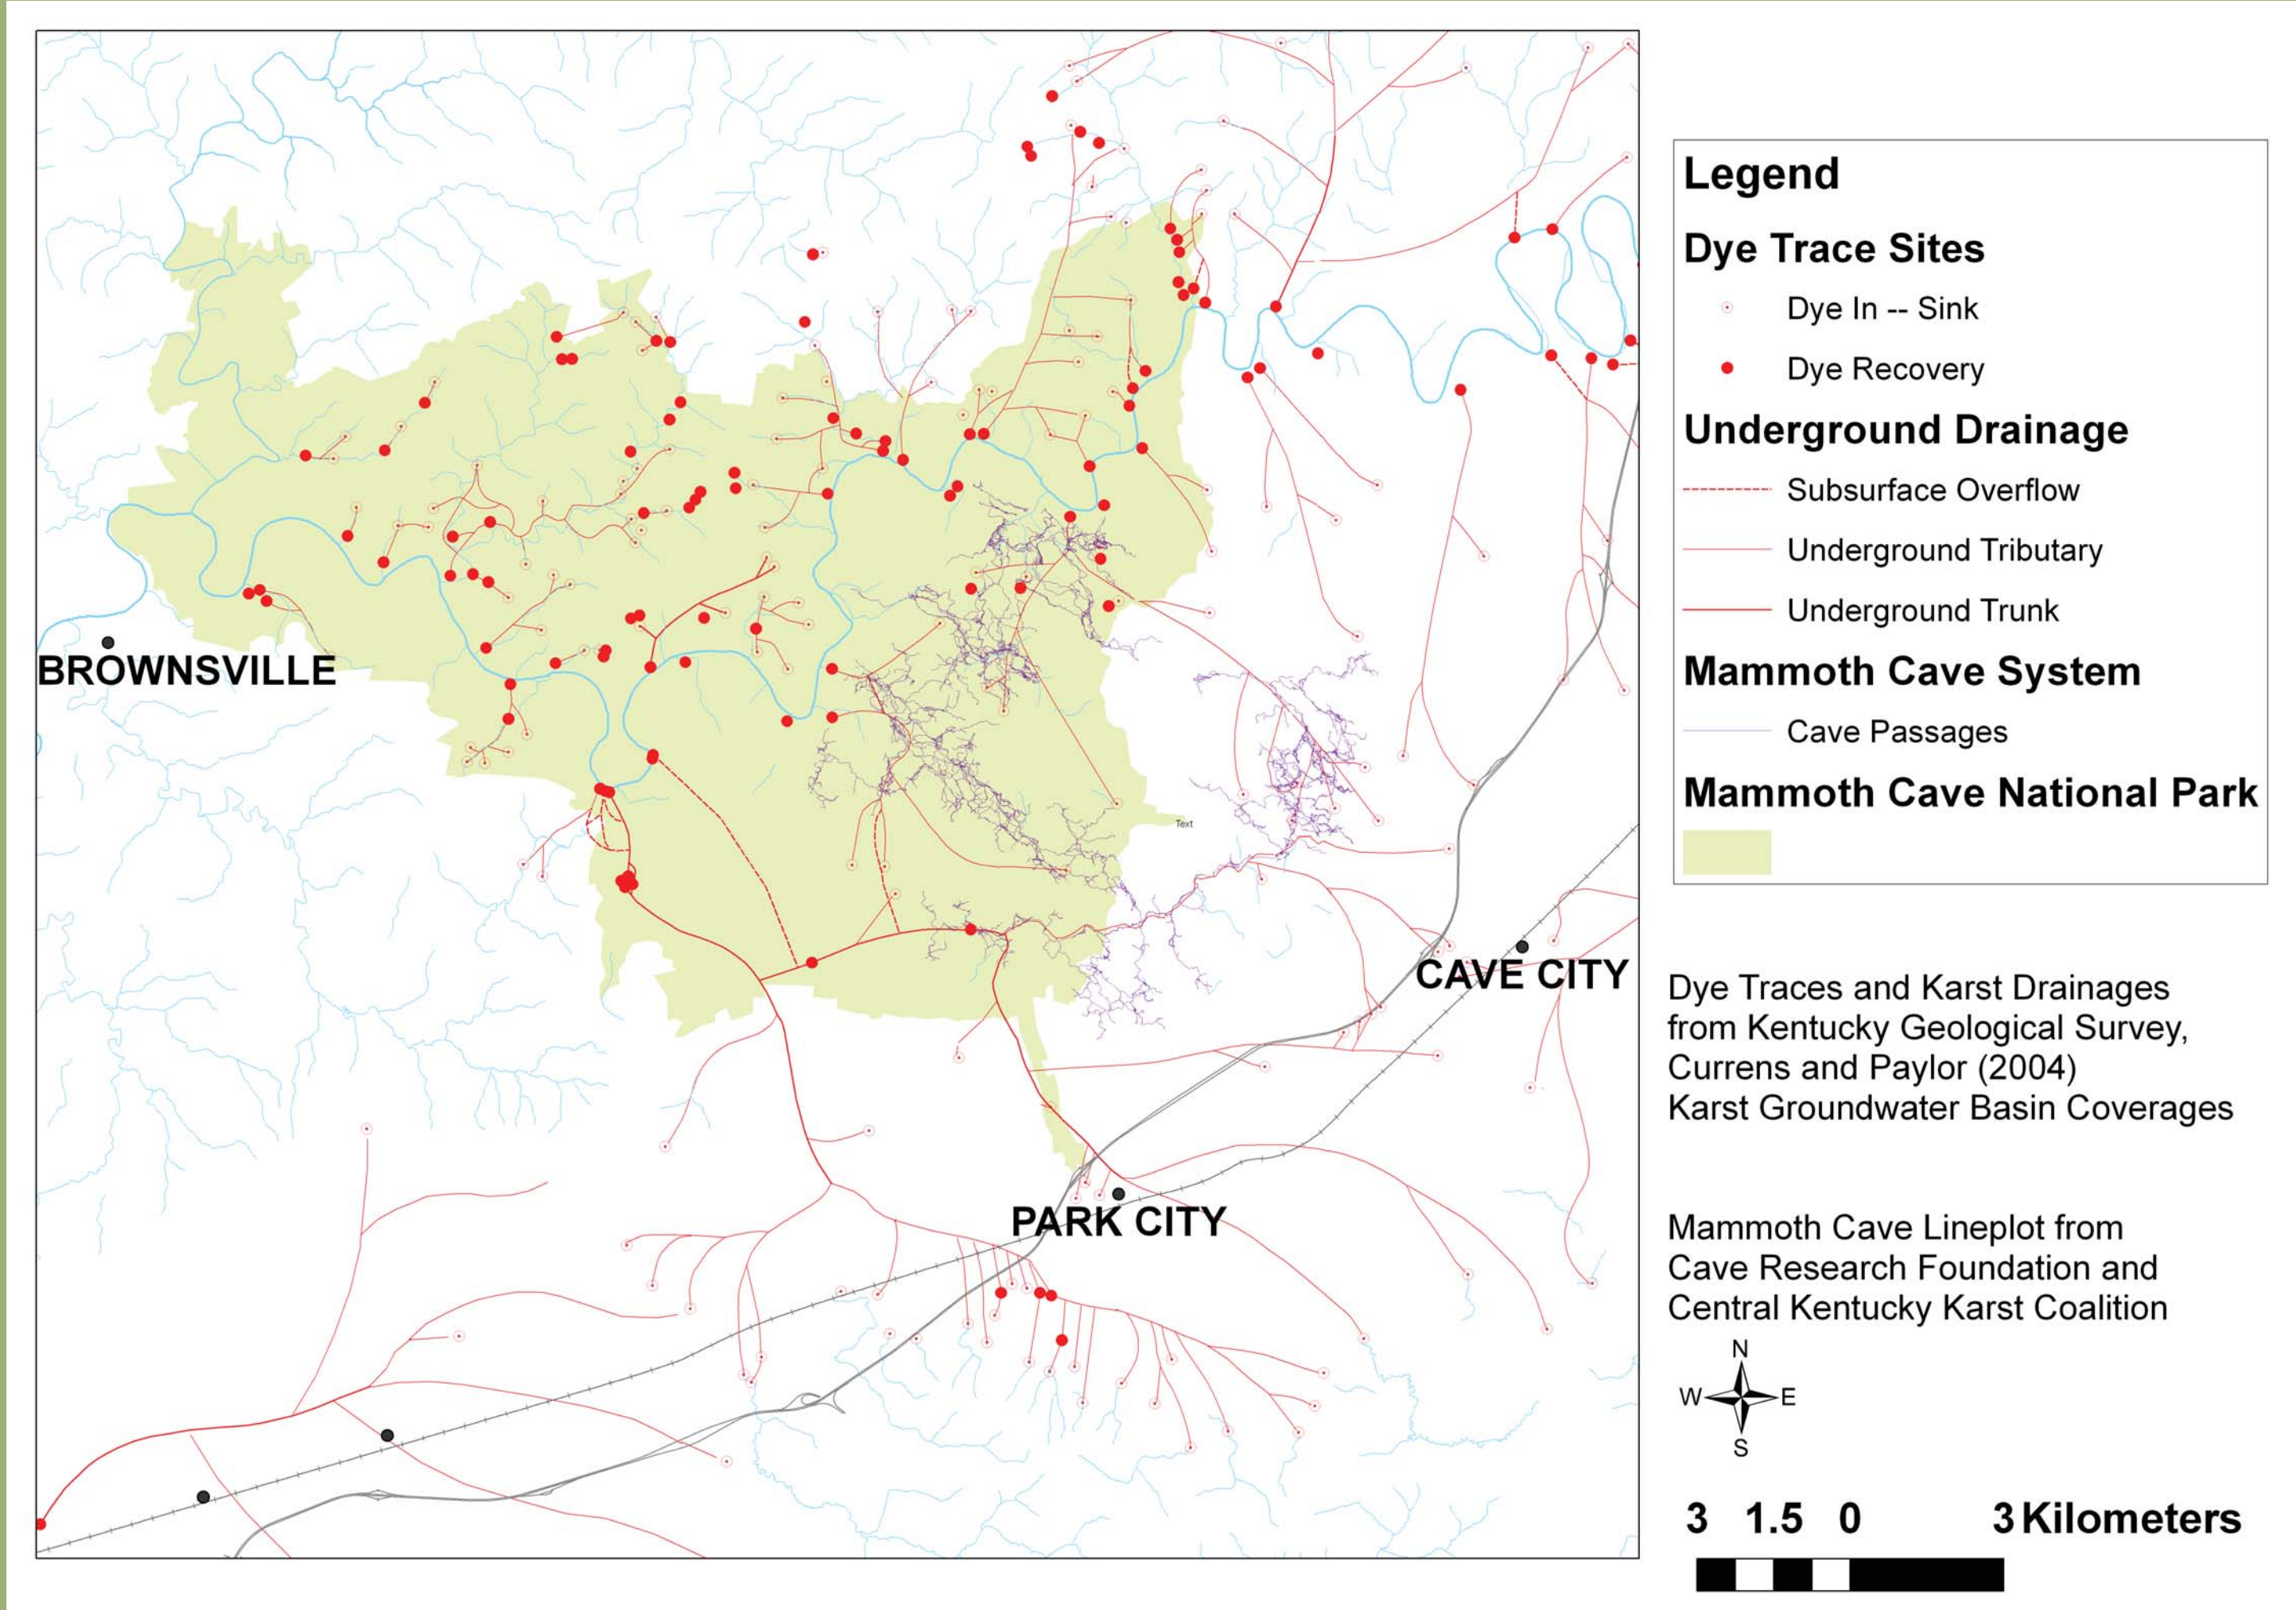 BROWNSVILLE
Text
CAVE CITY
PARK CITY
Legend
Dye Trace Sites
Dye In -- Sink
Dye Recovery
Underground Drainage
Subsurface Overflow
Underground Tributary
Underground Trunk
Mammoth Cave System
Cave Passages
Mammoth Cave National Park
Dye Traces and Karst Drainages
from Kentucky Geological Survey,
Currens and Paylor (2004)
Karst Groundwater Basin Coverages
Mammoth Cave Lineplot from
Cave Research Foundation and
Central Kentucky Karst Coalition
N
W E
S
3 1.5 0 3 Kilometers